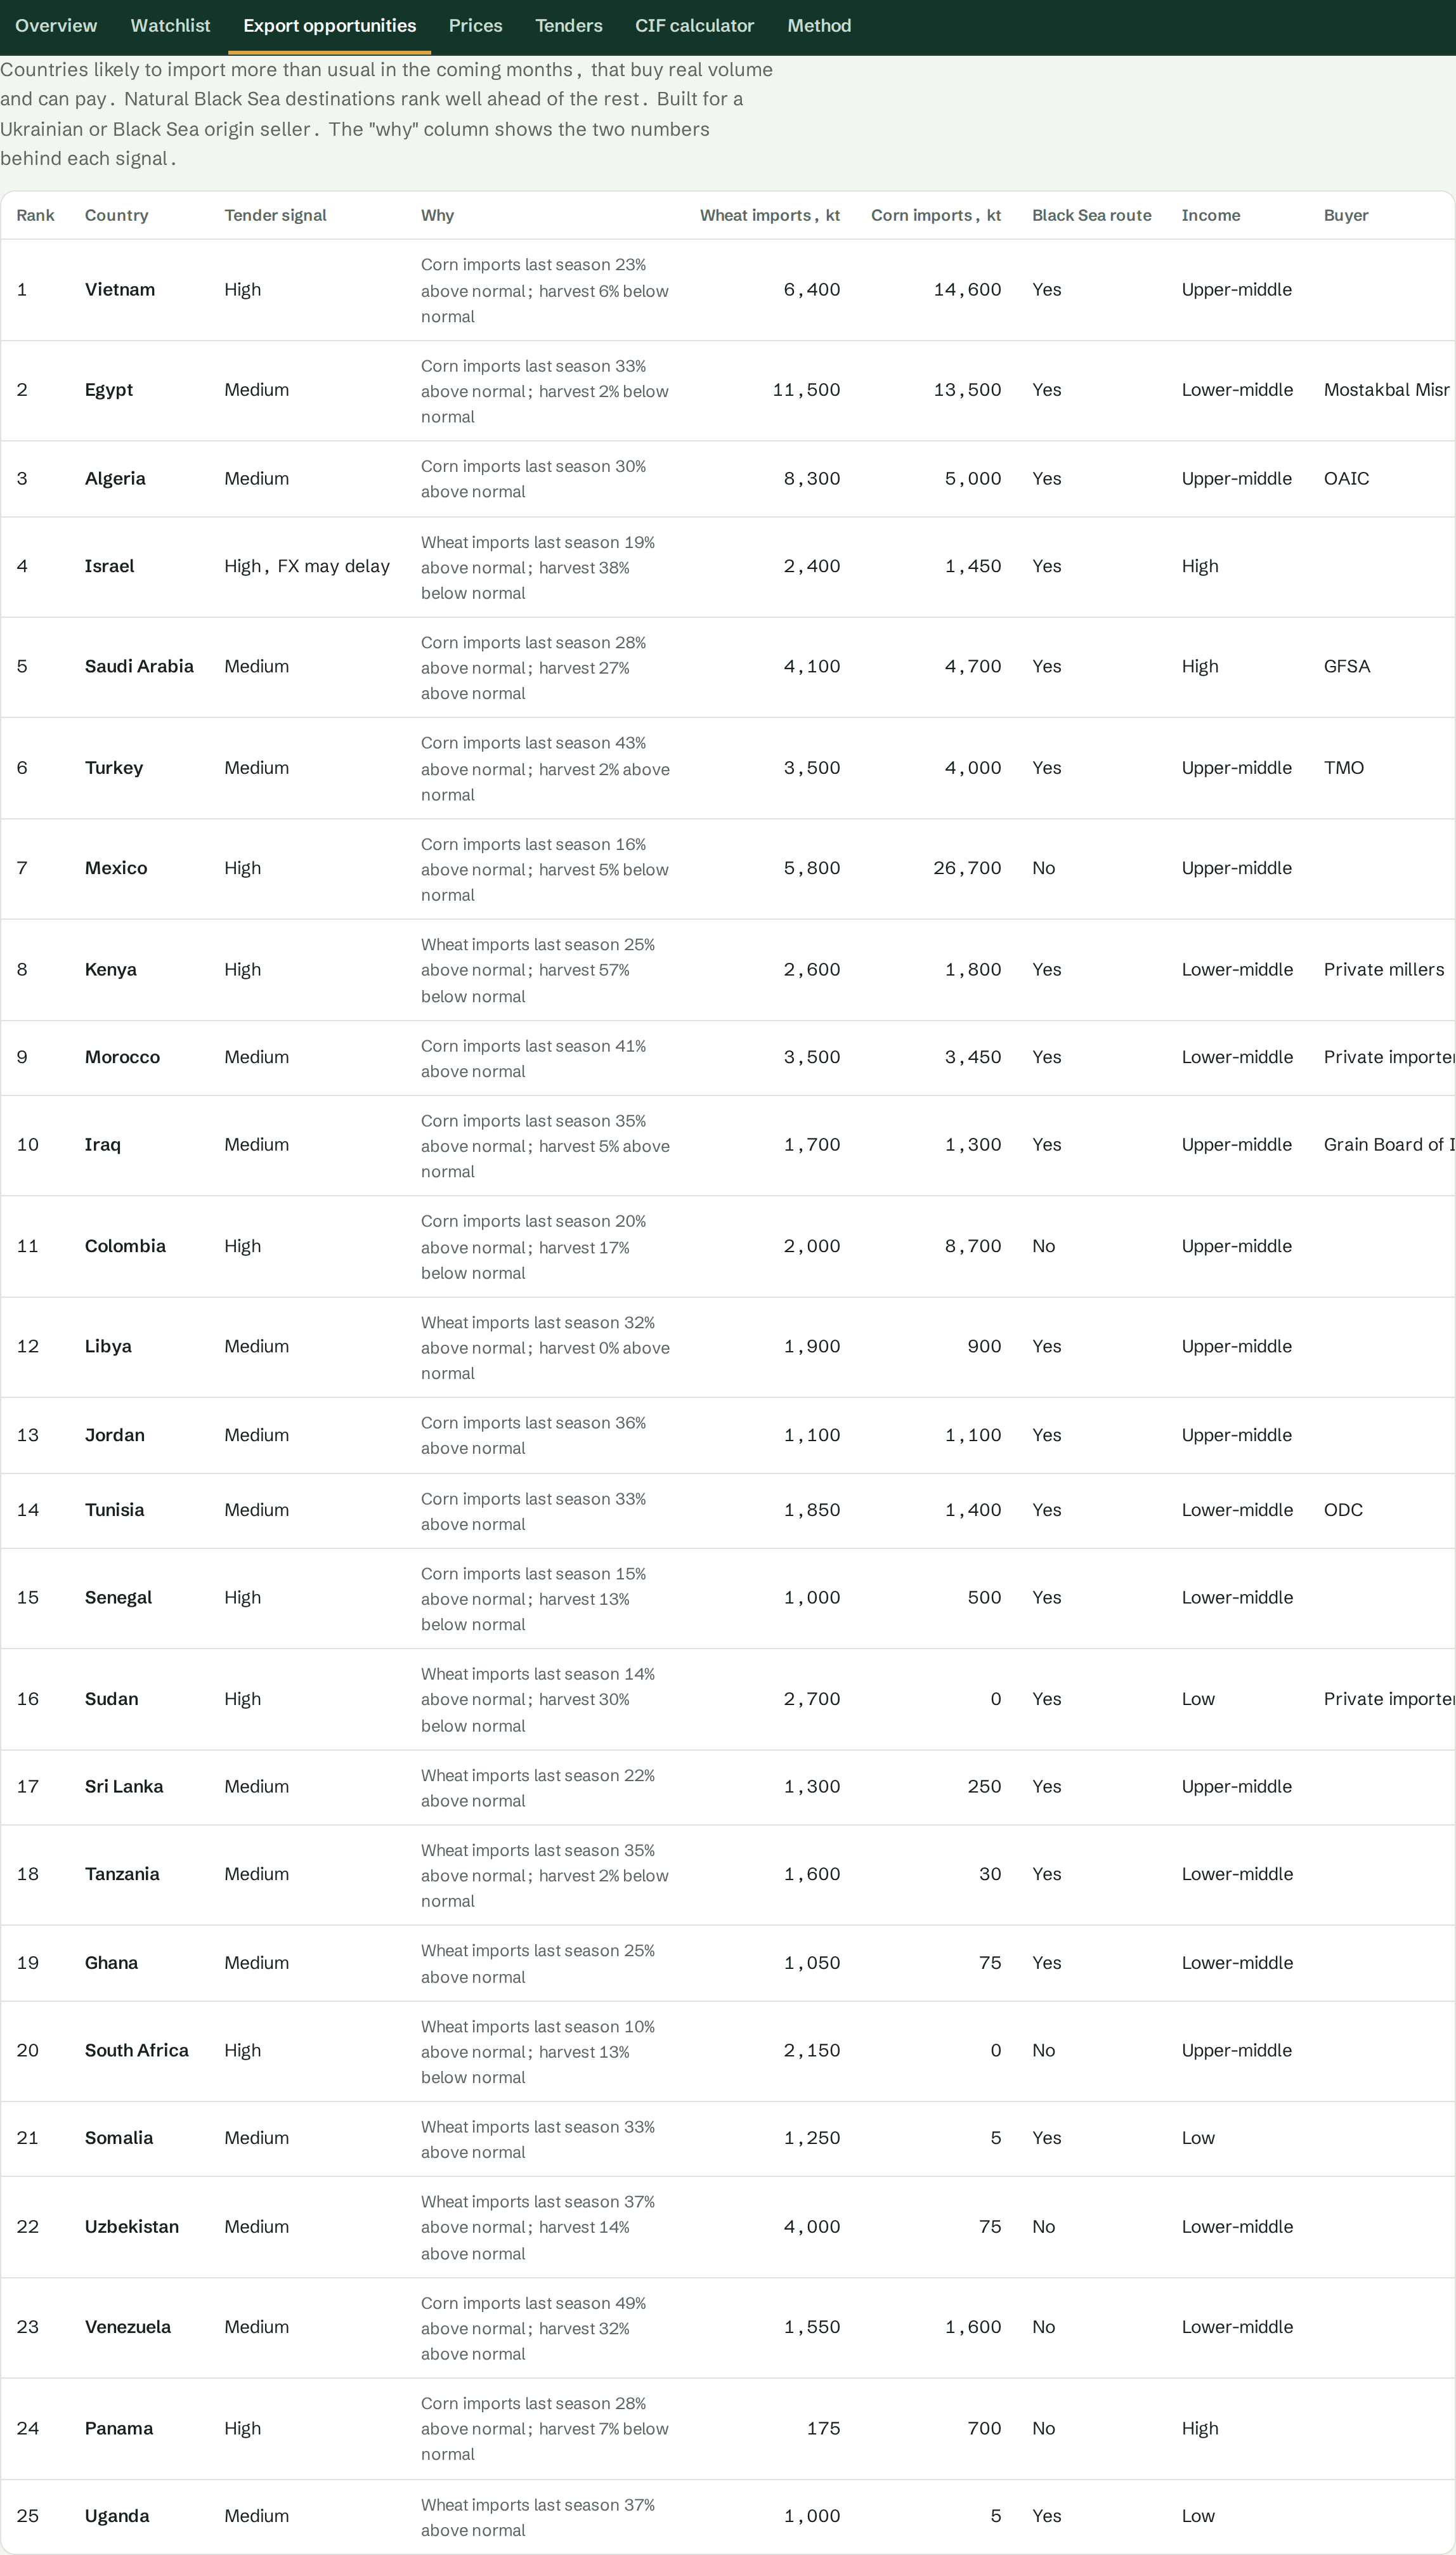 Overview Watchlist Export opportunities Prices Tenders CIF calculator Method
Countries likely to import more than usual in the coming months, that buy real volume
and can pay. Natural Black Sea destinations rank well ahead of the rest. Built for a
Ukrainian or Black Sea origin seller. The "why" column shows the two numbers
behind each signal.
Rank Country Tender signal Why Wheat imports, kt Corn imports, kt Black Sea route Income Buyer
Corn imports last season 23%
1 Vietnam High above normal; harvest 6% below 6,400 14,600 Yes Upper-middle
normal
Corn imports last season 33%
2 Egypt Medium above normal; harvest 2% below 11,500 13,500 Yes Lower-middle Mostakbal Misr
normal
Corn imports last season 30%
3 Algeria Medium 8,300 5,000 Yes Upper-middle OAIC
above normal
Wheat imports last season 19%
4 Israel High, FX may delay above normal; harvest 38% 2,400 1,450 Yes High
below normal
Corn imports last season 28%
5 Saudi Arabia Medium above normal; harvest 27% 4,100 4,700 Yes High GFSA
above normal
Corn imports last season 43%
6 Turkey Medium above normal; harvest 2% above 3,500 4,000 Yes Upper-middle TMO
normal
Corn imports last season 16%
7 Mexico High above normal; harvest 5% below 5,800 26,700 No Upper-middle
normal
Wheat imports last season 25%
8 Kenya High above normal; harvest 57% 2,600 1,800 Yes Lower-middle Private millers
below normal
Corn imports last season 41%
9 Morocco Medium 3,500 3,450 Yes Lower-middle Private importer
above normal
Corn imports last season 35%
10 Iraq Medium above normal; harvest 5% above 1,700 1,300 Yes Upper-middle Grain Board of I
normal
Corn imports last season 20%
11 Colombia High above normal; harvest 17% 2,000 8,700 No Upper-middle
below normal
Wheat imports last season 32%
12 Libya Medium above normal; harvest 0% above 1,900 900 Yes Upper-middle
normal
Corn imports last season 36%
13 Jordan Medium 1,100 1,100 Yes Upper-middle
above normal
Corn imports last season 33%
14 Tunisia Medium 1,850 1,400 Yes Lower-middle ODC
above normal
Corn imports last season 15%
15 Senegal High above normal; harvest 13% 1,000 500 Yes Lower-middle
below normal
Wheat imports last season 14%
16 Sudan High above normal; harvest 30% 2,700 0 Yes Low Private importer
below normal
Wheat imports last season 22%
17 Sri Lanka Medium 1,300 250 Yes Upper-middle
above normal
Wheat imports last season 35%
18 Tanzania Medium above normal; harvest 2% below 1,600 30 Yes Lower-middle
normal
Wheat imports last season 25%
19 Ghana Medium 1,050 75 Yes Lower-middle
above normal
Wheat imports last season 10%
20 South Africa High above normal; harvest 13% 2,150 0 No Upper-middle
below normal
Wheat imports last season 33%
21 Somalia Medium 1,250 5 Yes Low
above normal
Wheat imports last season 37%
22 Uzbekistan Medium above normal; harvest 14% 4,000 75 No Lower-middle
above normal
Corn imports last season 49%
23 Venezuela Medium above normal; harvest 32% 1,550 1,600 No Lower-middle
above normal
Corn imports last season 28%
24 Panama High above normal; harvest 7% below 175 700 No High
normal
Wheat imports last season 37%
25 Uganda Medium 1,000 5 Yes Low
above normal